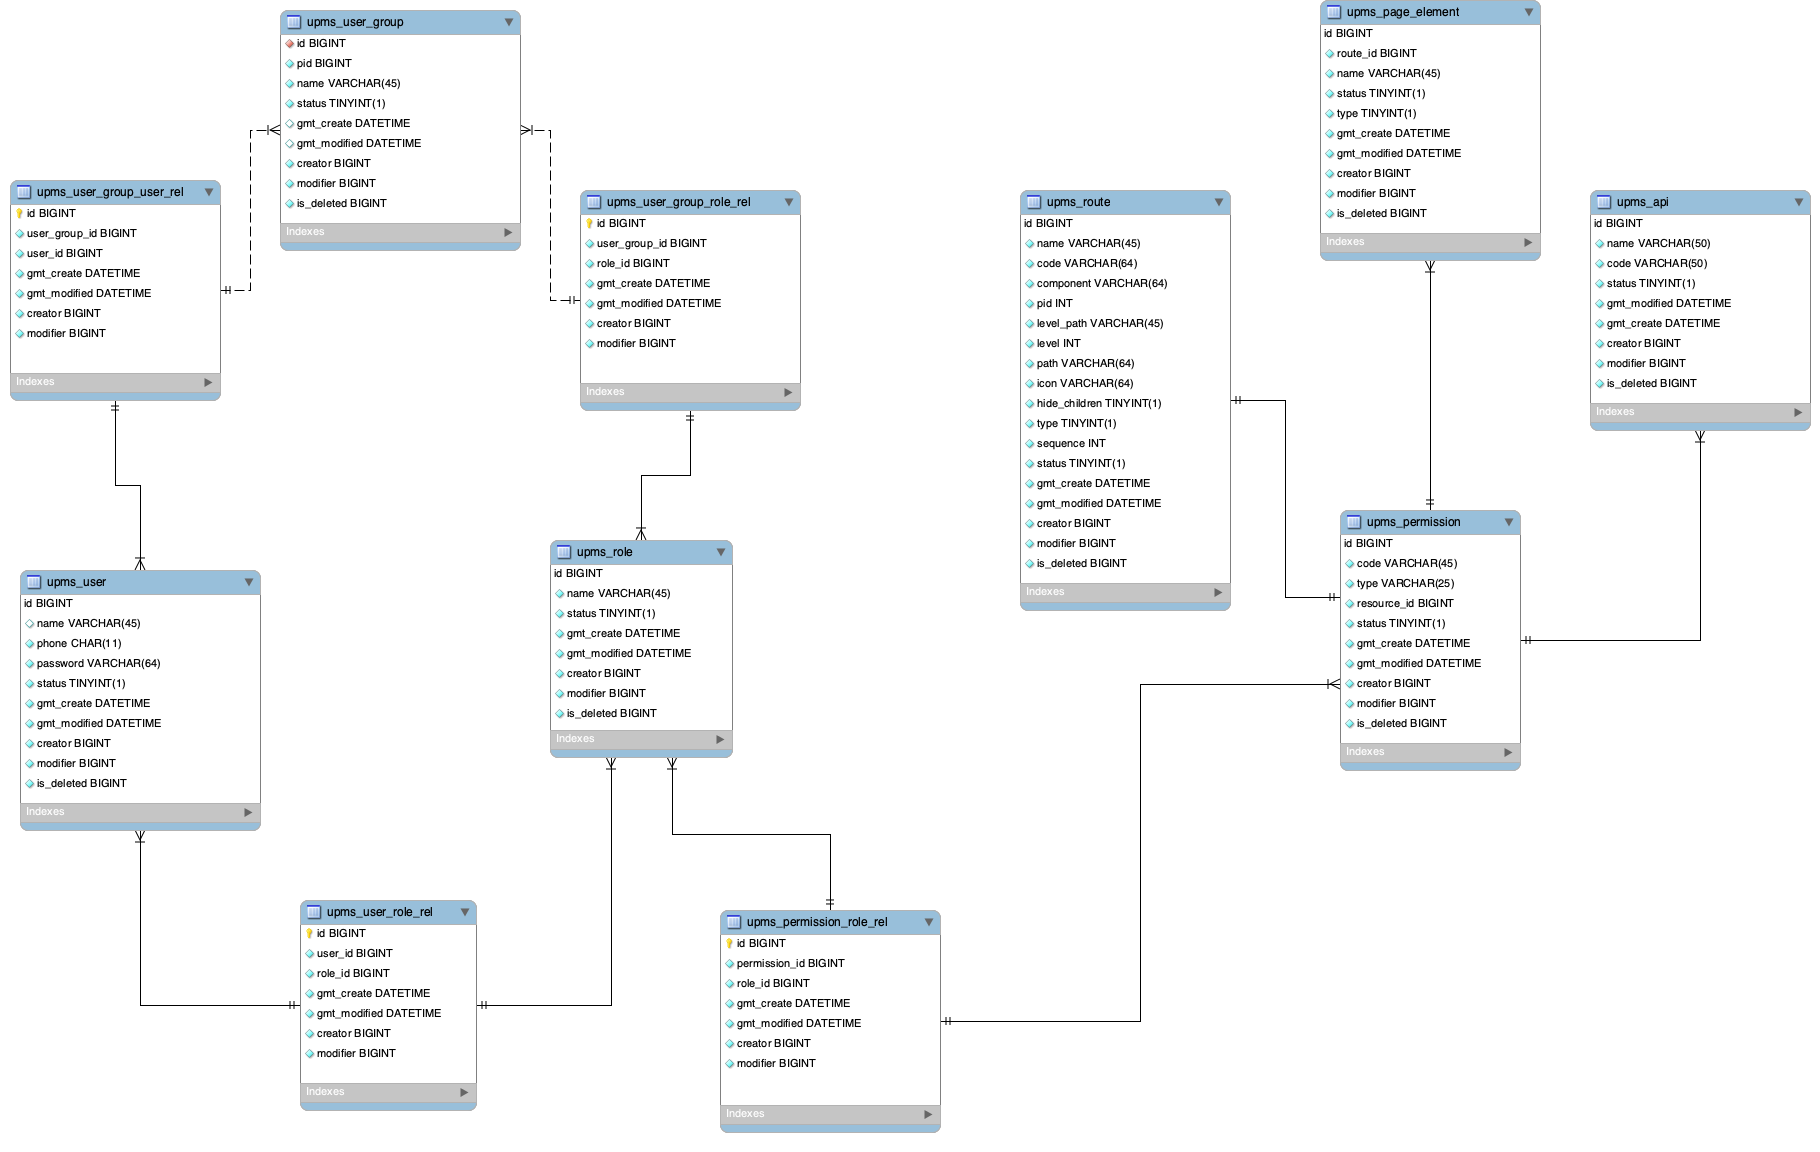 upms_user_group
id BIGINT
pid BIGINT
name VARCHAR(45)
status TINYINT(1)
gmt_create DATETIME
gmt_modified DATETIME
creator BIGINT
modifier BIGINT
is_deleted BIGINT
Indexes
upms_page_element
id BIGINT
route_id BIGINT
name VARCHAR(45)
status TINYINT(1)
type TINYINT(1)
gmt_create DATETIME
gmt_modified DATETIME
creator BIGINT
modifier BIGINT
is_deleted BIGINT
Indexes
upms_user_group_user_rel
id BIGINT
user_group_id BIGINT
user_id BIGINT
gmt_create DATETIME
gmt_modified DATETIME
creator BIGINT
modifier BIGINT
Indexes
upms_user_group_role_rel
id BIGINT
user_group_id BIGINT
role_id BIGINT
gmt_create DATETIME
gmt_modified DATETIME
creator BIGINT
modifier BIGINT
Indexes
upms_route
id BIGINT
name VARCHAR(45)
code VARCHAR(64)
component VARCHAR(64)
pid INT
level_path VARCHAR(45)
level INT
path VARCHAR(64)
icon VARCHAR(64)
hide_children TINYINT(1)
type TINYINT(1)
sequence INT
status TINYINT(1)
gmt_create DATETIME
gmt_modified DATETIME
creator BIGINT
modifier BIGINT
is_deleted BIGINT
Indexes
upms_api
id BIGINT
name VARCHAR(50)
code VARCHAR(50)
status TINYINT(1)
gmt_modified DATETIME
gmt_create DATETIME
creator BIGINT
modifier BIGINT
is_deleted BIGINT
Indexes
upms_user
id BIGINT
name VARCHAR(45)
phone CHAR(11)
password VARCHAR(64)
status TINYINT(1)
gmt_create DATETIME
gmt_modified DATETIME
creator BIGINT
modifier BIGINT
is_deleted BIGINT
Indexes
upms_role
id BIGINT
name VARCHAR(45)
status TINYINT(1)
gmt_create DATETIME
gmt_modified DATETIME
creator BIGINT
modifier BIGINT
is_deleted BIGINT
Indexes
upms_permission
id BIGINT
code VARCHAR(45)
type VARCHAR(25)
resource_id BIGINT
status TINYINT(1)
gmt_create DATETIME
gmt_modified DATETIME
creator BIGINT
modifier BIGINT
is_deleted BIGINT
Indexes
upms_user_role_rel
id BIGINT
user_id BIGINT
role_id BIGINT
gmt_create DATETIME
gmt_modified DATETIME
creator BIGINT
modifier BIGINT
Indexes
upms_permission_role_rel
id BIGINT
permission_id BIGINT
role_id BIGINT
gmt_create DATETIME
gmt_modified DATETIME
creator BIGINT
modifier BIGINT
Indexes